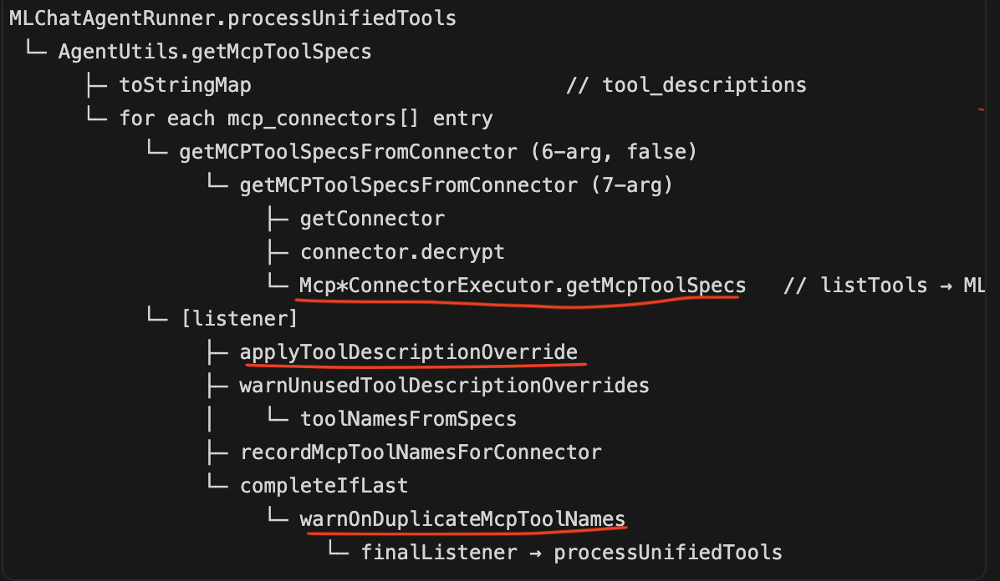 MLChatAgentRunner.processUnifiedTools
└─ AgentUtils.getMcpToolSpecs
├─ toStringMap // tool_descriptions
└─ for each mcp_connectors[] entry
└─ getMCPToolSpecsFromConnector (6-arg, false)
└─ getMCPToolSpecsFromConnector (7-arg)
├─ getConnector
├─ connector.decrypt
└─ Mcp*ConnectorExecutor.getMcpToolSpecs // listTools → ML
└─ [listener]
├─ applyToolDescriptionOverride
├─ warnUnusedToolDescriptionOverrides
│ └─ toolNamesFromSpecs
├─ recordMcpToolNamesForConnector
└─ completeIfLast
└─ warnOnDuplicateMcpToolNames
└─ finalListener → processUnifiedTools